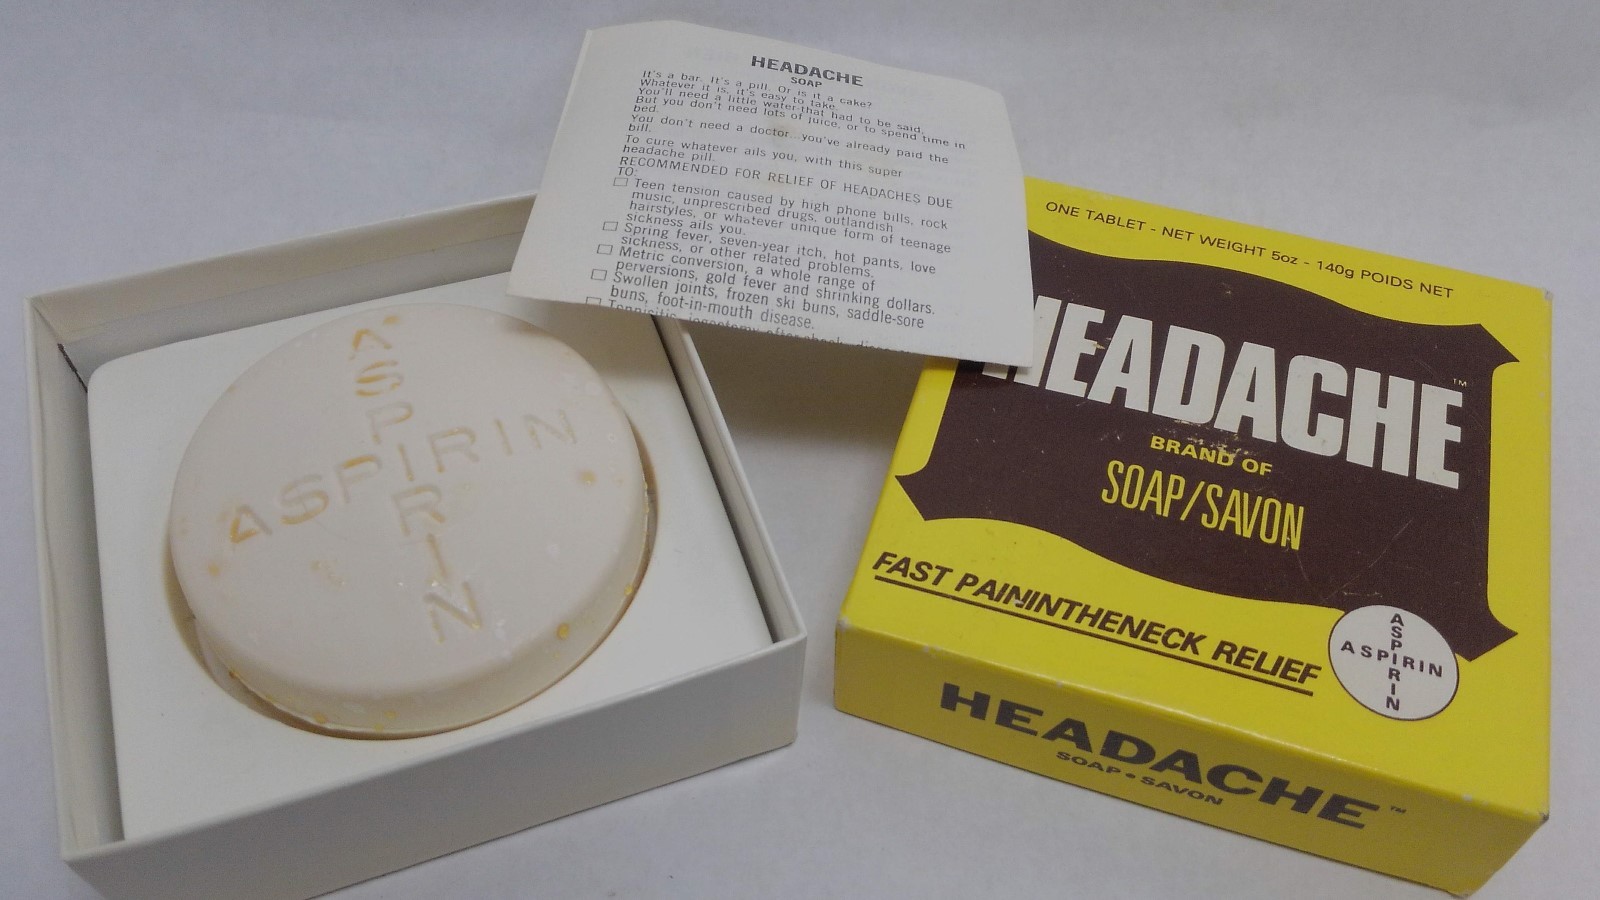 HEADACHE
SOAP
It's a bar. It's a pill. Or is it a cake?
Whatever it is, it's easy to take.
You'll need a little water-that had to be said,
But you don't need lots of juice, or to spend time in
bed.
You don't need a doctor...you've already paid the
bill.
To cure whatever ails you, with this super
headache pill.
RECOMMENDED FOR RELIEF OF HEADACHES DUE
TO:
Teen tension caused by high phone bills, rock
music, unprescribed drugs, outlandish
hairstyles, or whatever unique form of teenage
sickness ails you.
Spring fever, seven-year itch, hot pants, love
sickness, or other related problems.
Metric conversion, a whole range of
perversions, gold fever and shrinking dollars.
Swollen joints, frozen ski buns, saddle-sore
buns, foot-in-mouth disease.
ASPIRIN
ASPIRIN
ONE TABLET - NET WEIGHT 5oz - 140g POIDS NET
HEADACHE™
BRAND OF
SOAP/SAVON
FAST PAININTHENECK RELIEF
ASPIRIN
ASPIRIN
HEADACHE™
SOAP • SAVON